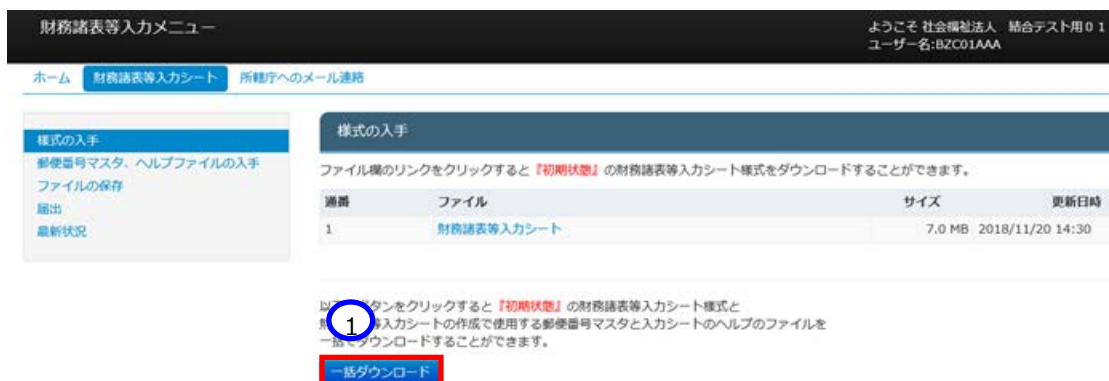 財務諸表等入力メニュー
ようこそ 社会福祉法人 結合テスト用01
ユーザー名:BZC01AAA
ホーム 財務諸表等入力シート 所轄庁へのメール連絡
様式の入手
郵便番号マスタ、ヘルプファイルの入手
ファイルの保存
届出
最新状況
様式の入手
ファイル欄のリンクをクリックすると『初期状態』の財務諸表等入力シート様式をダウンロードすることができます。
通番 ファイル サイズ 更新日時
1 財務諸表等入力シート 7.0 MB 2018/11/20 14:30
タンをクリックすると『初期状態』の財務諸表等入力シート様式と
1
等入力シートの作成で使用する郵便番号マスタと入力シートのヘルプのファイルを
一括でダウンロードすることができます。
一括ダウンロード